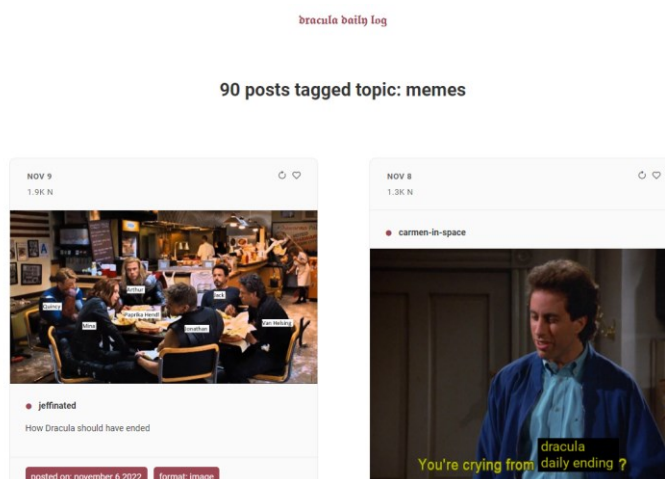 dracula daily log
90 posts tagged topic: memes
NOV 9
1.9K N
Arthur
Quincy
Jack
Paprika Hendl
Mina
Jonathan
Van Helsing
jeffinated
How Dracula should have ended
posted on: november 6 2022 format: image
NOV 8
1.3K N
carmen-in-space
dracula
You're crying from daily ending ?